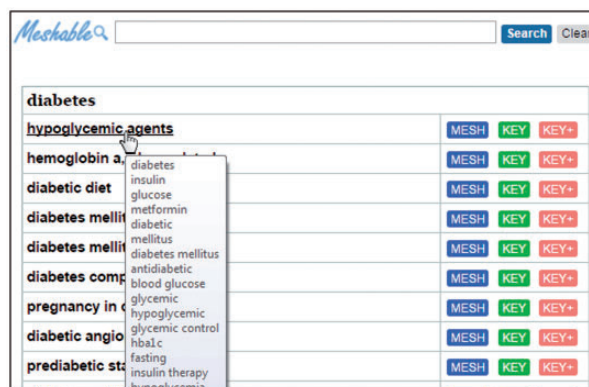 Meshable
Search Clea
diabetes
hypoglycemic agents MESH KEY KEY+
hemoglobin a, MESH KEY KEY+
diabetic diet MESH KEY KEY+
diabetes mellit MESH KEY KEY+
diabetes mellit MESH KEY KEY+
diabetes comp MESH KEY KEY+
pregnancy in MESH KEY KEY+
diabetic angio MESH KEY KEY+
prediabetic sta MESH KEY KEY+
diabetes
insulin
glucose
metformin
diabetic
mellitus
diabetes mellitus
antidiabetic
blood glucose
glycemic
hypoglycemic
glycemic control
hba1c
fasting
insulin therapy
hypoglycemia